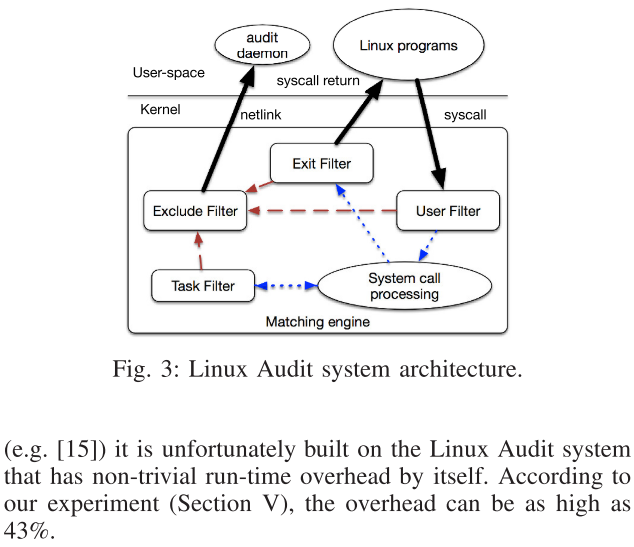 audit
daemon
Linux programs
User-space
syscall return
Kernel
netlink
syscall
Exit Filter
Exclude Filter
User Filter
Task Filter
System call
processing
Matching engine
Fig. 3: Linux Audit system architecture.
(e.g. [15]) it is unfortunately built on the Linux Audit system
that has non-trivial run-time overhead by itself. According to
our experiment (Section V), the overhead can be as high as
43%.